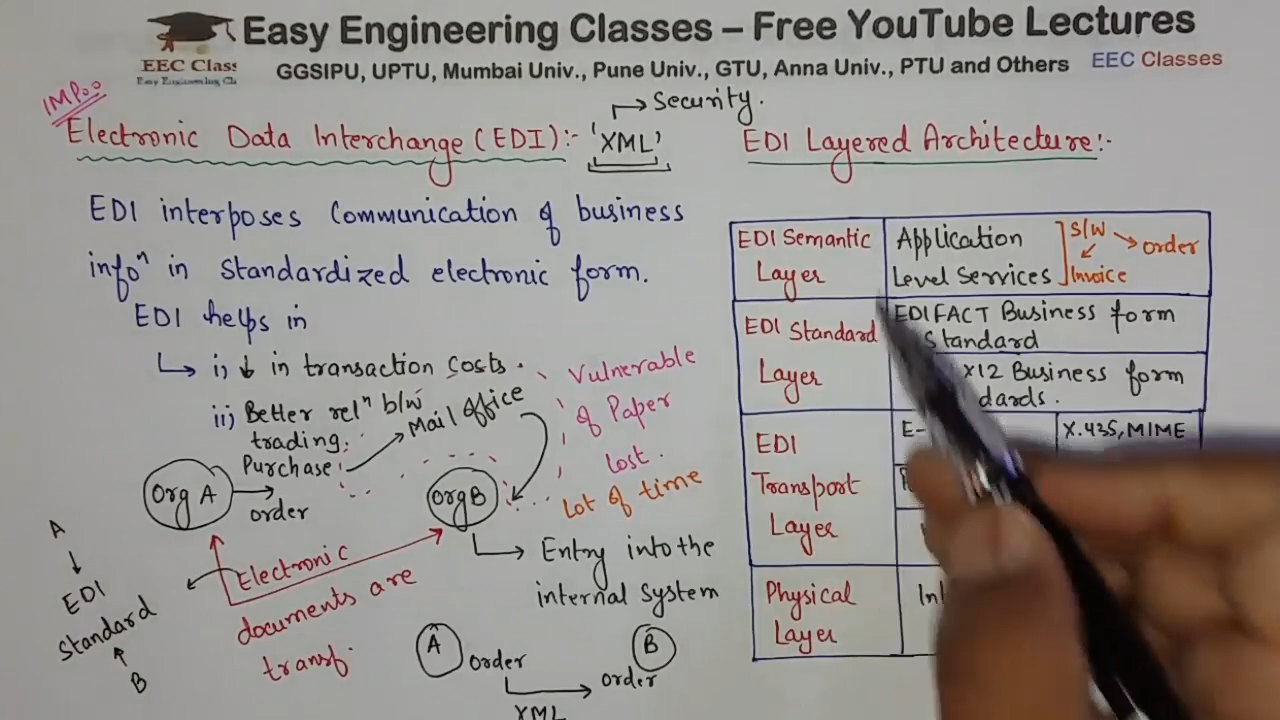 Easy Engineering Classes – Free YouTube Lectures
EEC Class
Easy Engineering Cl
GGSIPU, UPTU, Mumbai Univ., Pune Univ., GTU, Anna Univ., PTU and Others
EEC Classes
IMP
Electronic Data Interchange (EDI):- 'XML'
→ Security.
EDI interposes Communication of business
infoⁿ in Standardized electronic form.
EDI helps in
i) ↓ in transaction costs.
ii) Better relⁿ b/w
trading.
Purchase
order
Mail office
Org A
Org B
Vulnerable
of Paper
lost.
Lot of time
Entry into the
internal System
Electronic
documents are
transf.
A
EDI
Standard
B
A
Order
B
order
XML
EDI Layered Architecture:-
EDI Semantic
Layer
Application
Level Services
S/W → order
Invoice
EDI Standard
Layer
EDIFACT Business form
Standard
X12 Business form
dards.
EDI
Transport
Layer
E-
X.435, MIME
Physical
Layer